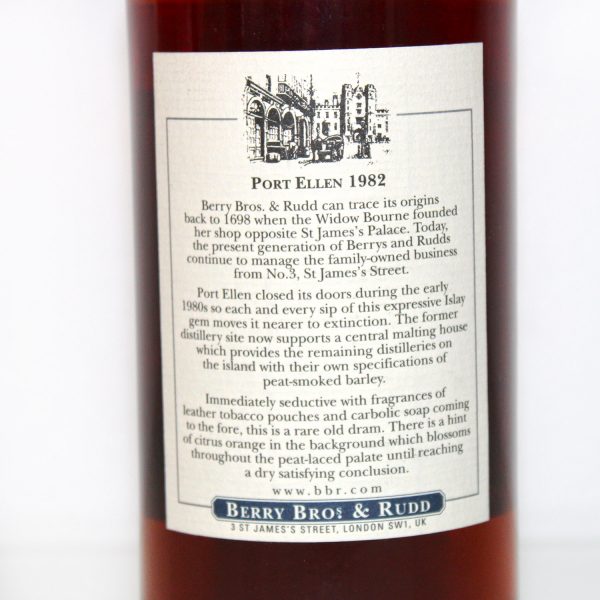 PORT ELLEN 1982
Berry Bros. & Rudd can trace its origins
back to 1698 when the Widow Bourne founded
her shop opposite St James's Palace. Today,
the present generation of Berrys and Rudds
continue to manage the family-owned business
from No.3, St James's Street.
Port Ellen closed its doors during the early
1980s so each and every sip of this expressive Islay
gem moves it nearer to extinction. The former
distillery site now supports a central malting house
which provides the remaining distilleries on
the island with their own specifications of
peat-smoked barley.
Immediately seductive with fragrances of
leather tobacco pouches and carbolic soap coming
to the fore, this is a rare old dram. There is a hint
of citrus orange in the background which blossoms
throughout the peat-laced palate until reaching
a dry satisfying conclusion.
www.bbr.com
BERRY BROS. & RUDD
3 ST JAMES'S STREET, LONDON SW1, UK